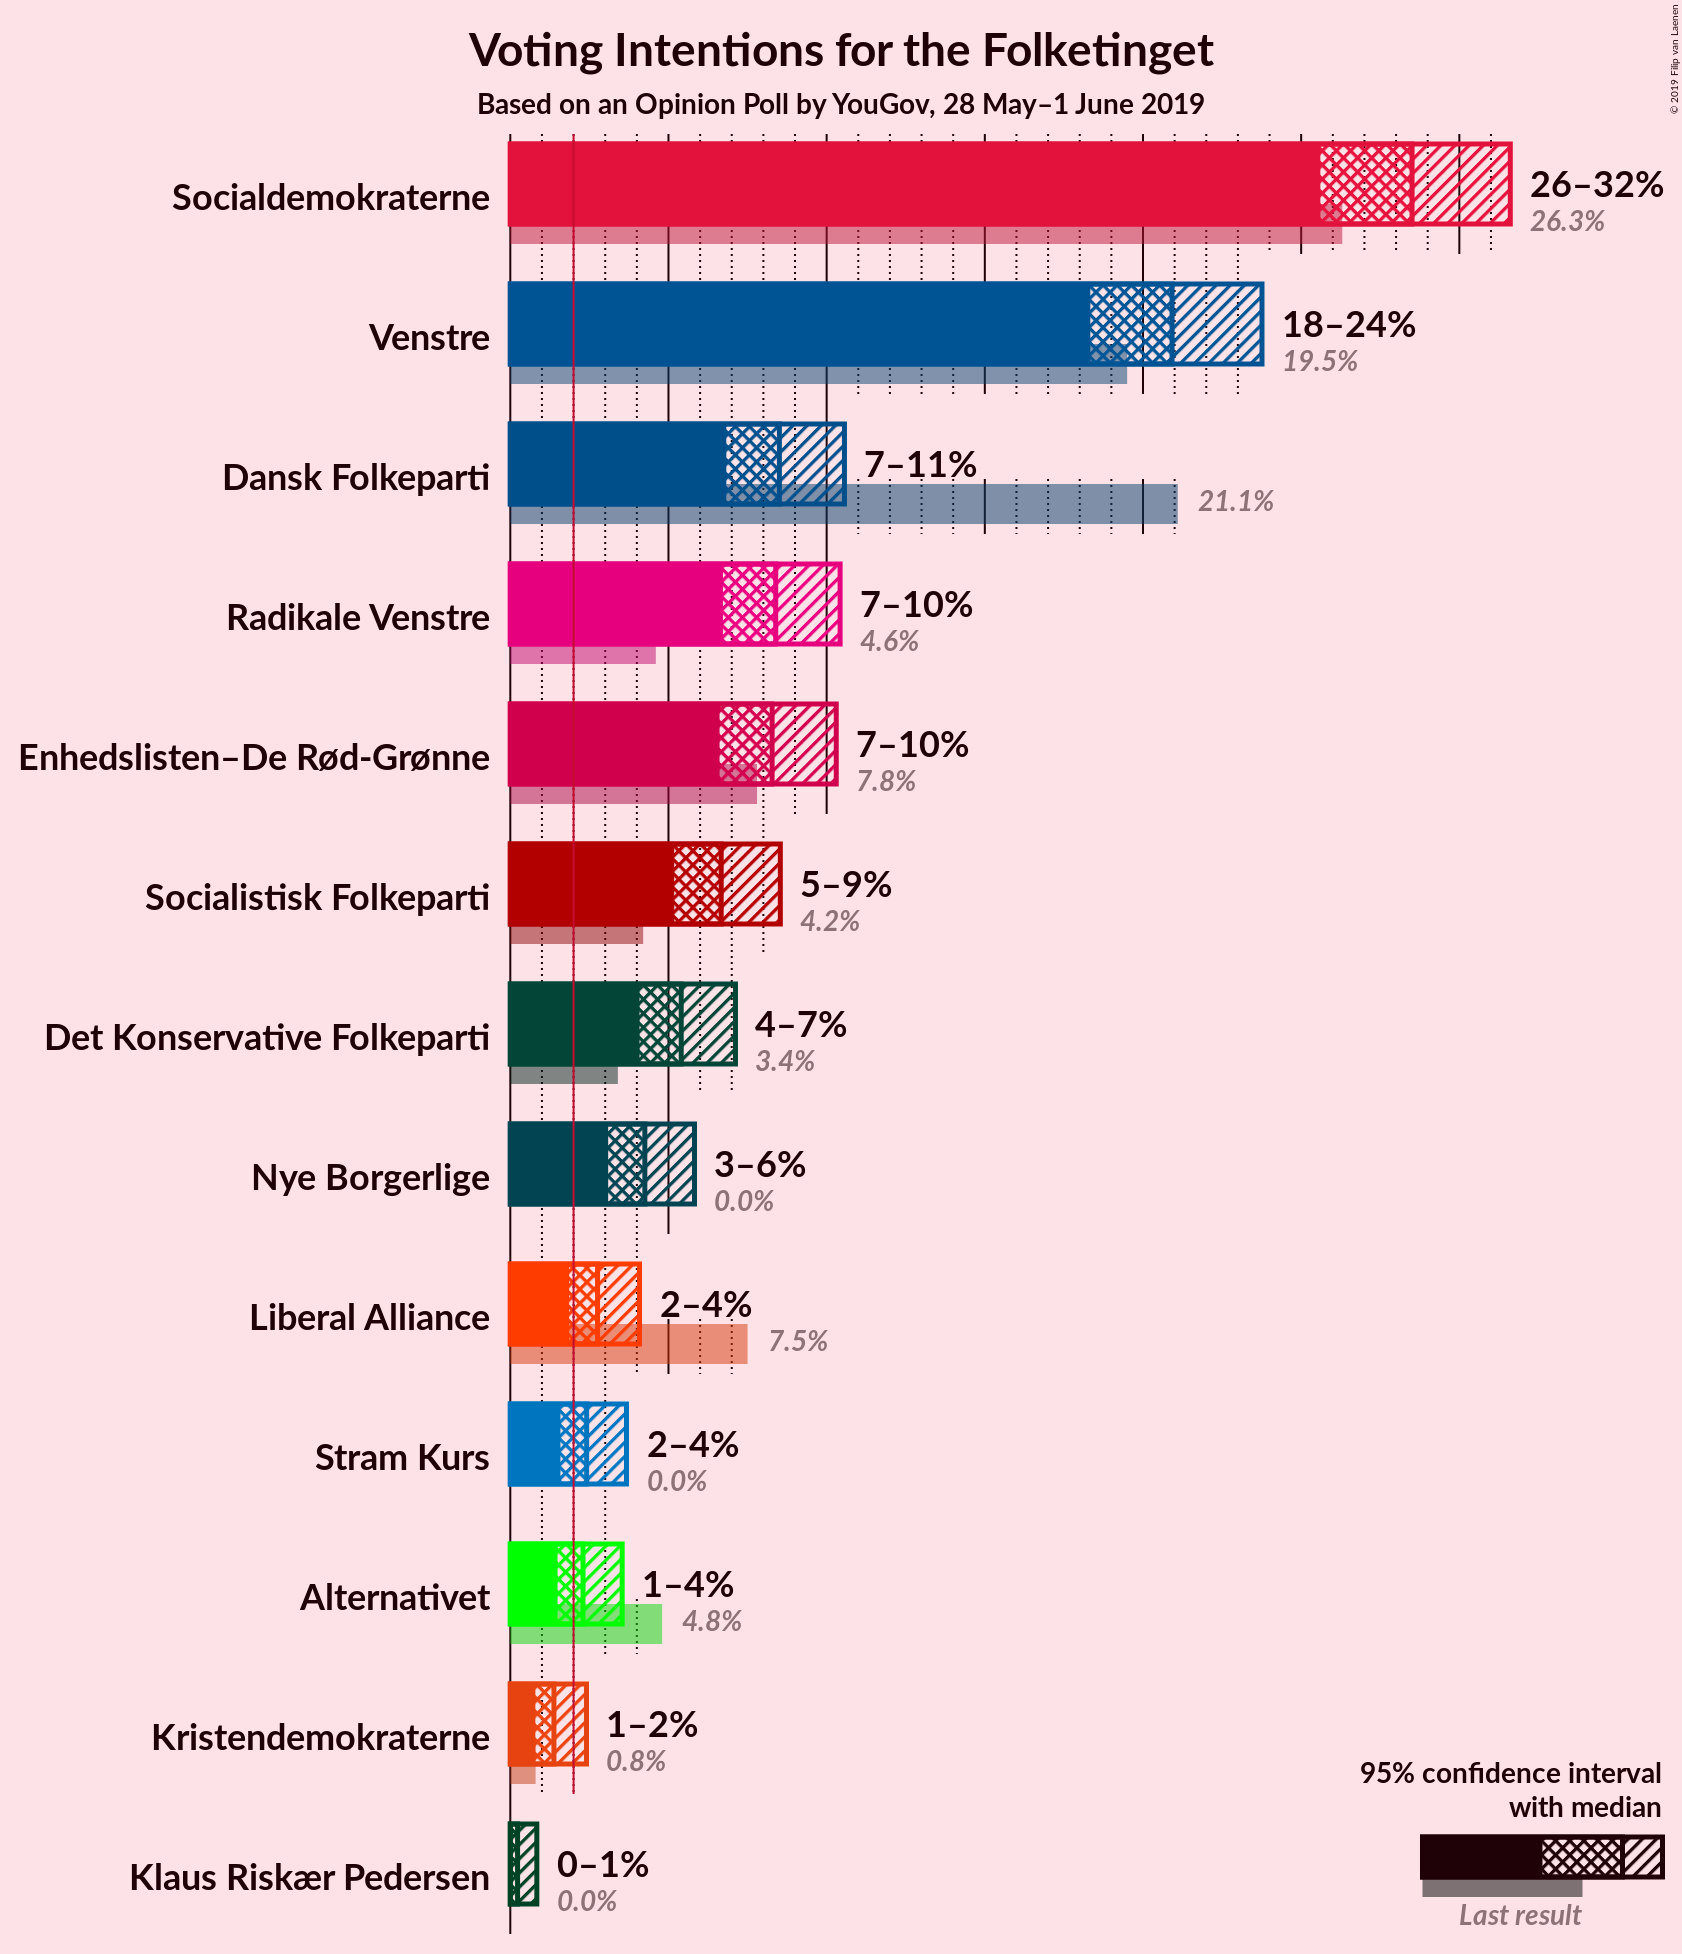 © 2019 Filip van Laenen
Voting Intentions for the Folketinget
Based on an Opinion Poll by YouGov, 28 May–1 June 2019
Socialdemokraterne
26–32%
26.3%
Venstre
18–24%
19.5%
Dansk Folkeparti
7–11%
21.1%
Radikale Venstre
7–10%
4.6%
Enhedslisten–De Rød-Grønne
7–10%
7.8%
Socialistisk Folkeparti
5–9%
4.2%
Det Konservative Folkeparti
4–7%
3.4%
Nye Borgerlige
3–6%
0.0%
Liberal Alliance
2–4%
7.5%
Stram Kurs
2–4%
0.0%
Alternativet
1–4%
4.8%
Kristendemokraterne
1–2%
0.8%
Klaus Riskær Pedersen
0–1%
0.0%
95% confidence interval
with median
Last result